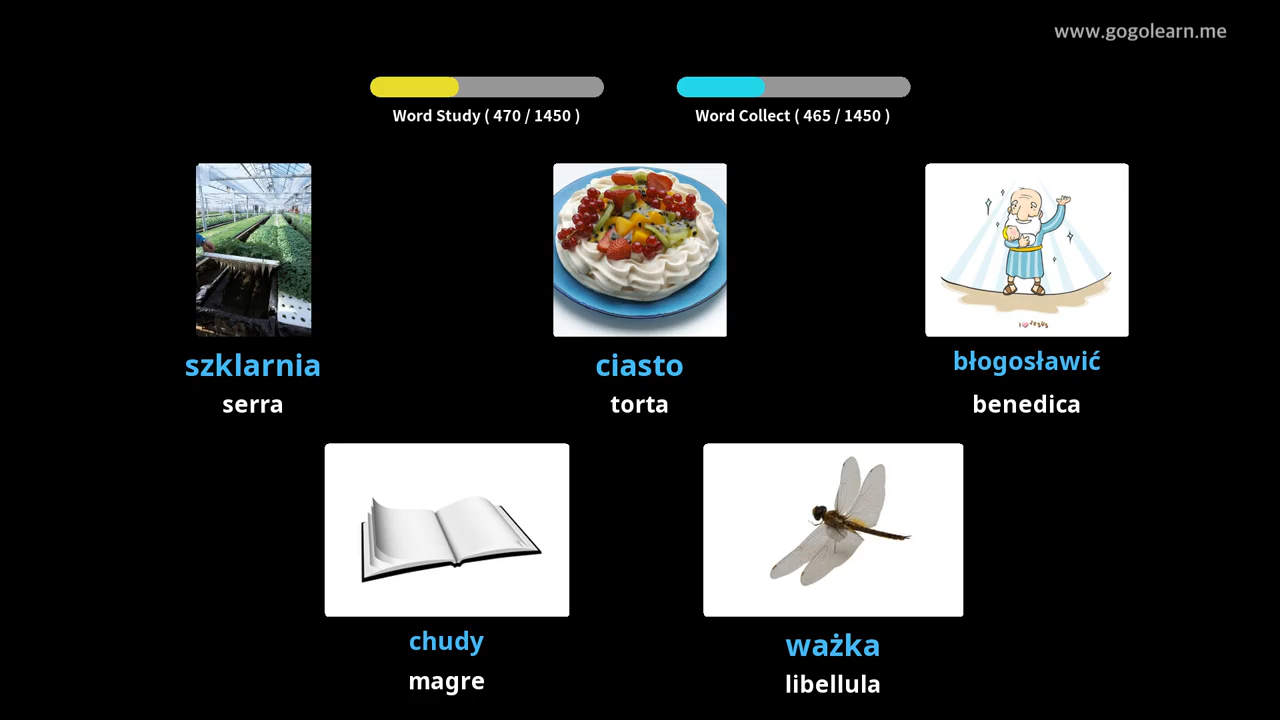 www.gogolearn.me
Word Study ( 470 / 1450 )
Word Collect ( 465 / 1450 )
szklarnia
ciasto
błogosławić
serra
torta
benedica
chudy
ważka
magre
libellula